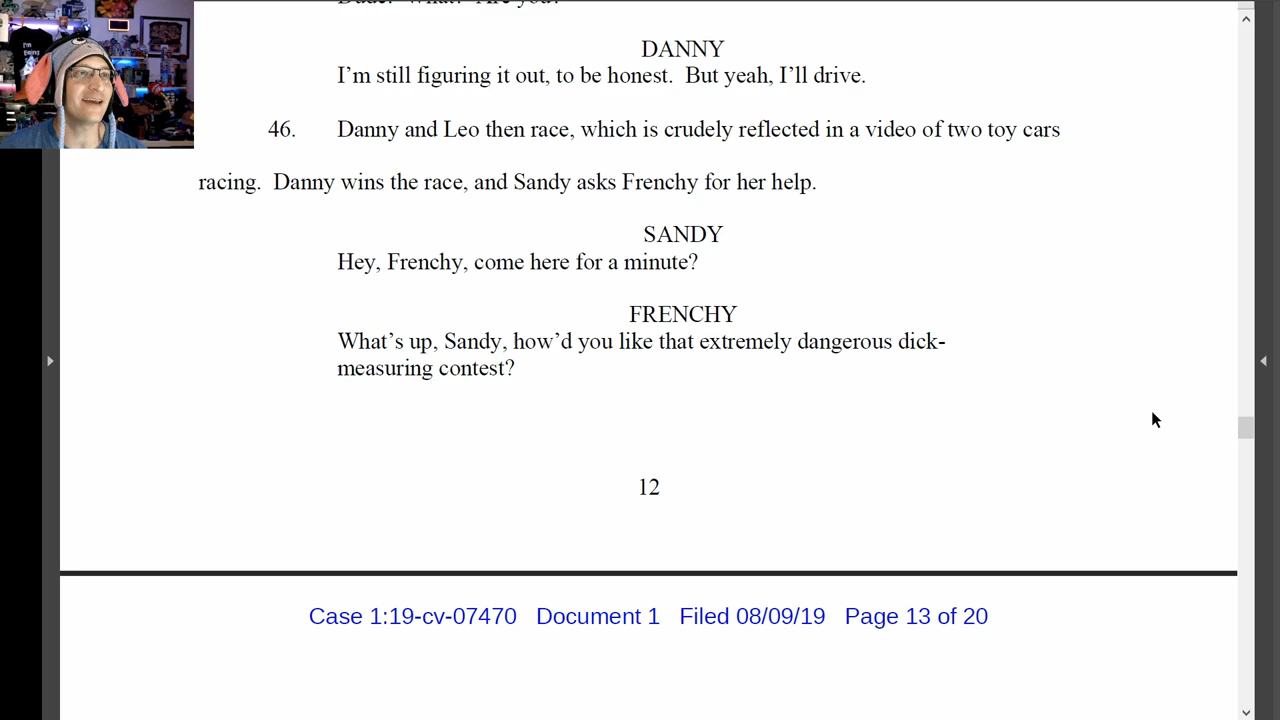 DANNY
I'm still figuring it out, to be honest.  But yeah, I'll drive.
46. Danny and Leo then race, which is crudely reflected in a video of two toy cars
racing.  Danny wins the race, and Sandy asks Frenchy for her help.
SANDY
Hey, Frenchy, come here for a minute?
FRENCHY
What's up, Sandy, how'd you like that extremely dangerous dick-
measuring contest?
12
Case 1:19-cv-07470 Document 1 Filed 08/09/19 Page 13 of 20